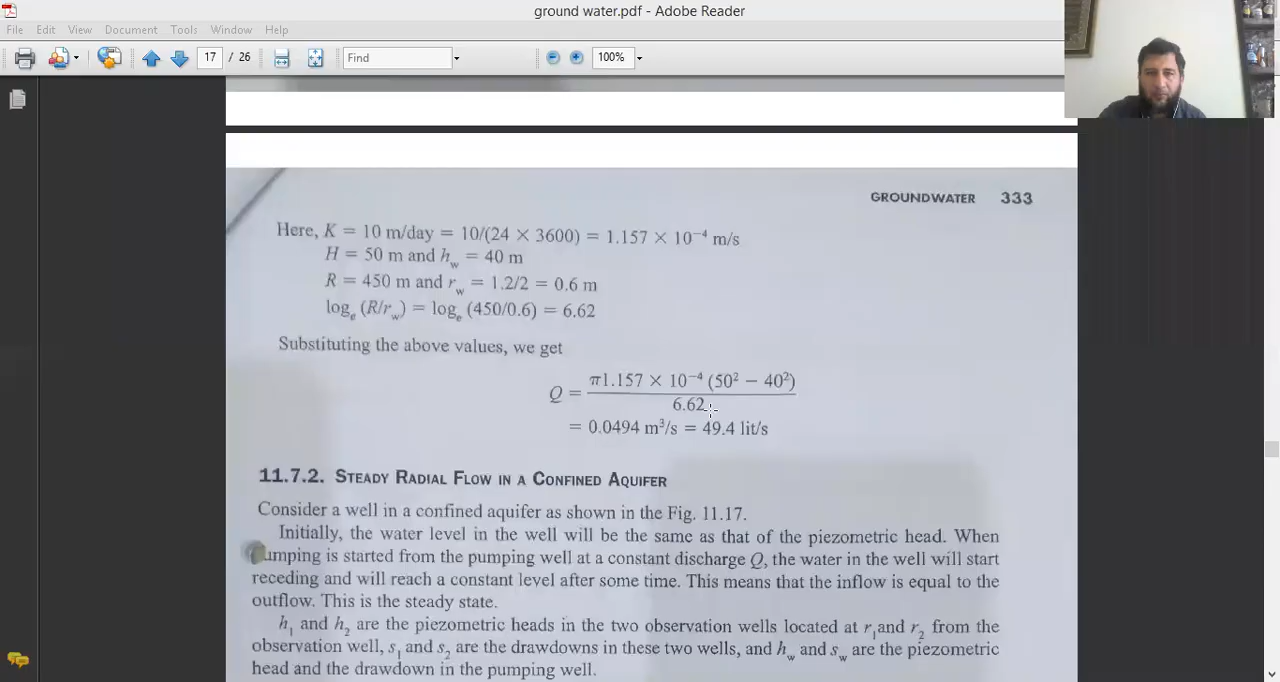 ground water.pdf - Adobe Reader
File Edit View Document Tools Window Help
17 / 26 Find 100%
GROUNDWATER 333
Here, K = 10 m/day = 10/(24 × 3600) = 1.157 × 10⁻⁴ m/s
H = 50 m and h_w = 40 m
R = 450 m and r_w = 1.2/2 = 0.6 m
log_e (R/r_w) = log_e (450/0.6) = 6.62
Substituting the above values, we get
Q = π1.157 × 10⁻⁴ (50² − 40²)
6.62
= 0.0494 m³/s = 49.4 lit/s
11.7.2. STEADY RADIAL FLOW IN A CONFINED AQUIFER
Consider a well in a confined aquifer as shown in the Fig. 11.17.
Initially, the water level in the well will be the same as that of the piezometric head. When
umping is started from the pumping well at a constant discharge Q, the water in the well will start
receding and will reach a constant level after some time. This means that the inflow is equal to the
outflow. This is the steady state.
h₁ and h₂ are the piezometric heads in the two observation wells located at r₁and r₂ from the
observation well, s₁ and s₂ are the drawdowns in these two wells, and h_w and s_w are the piezometric
head and the drawdown in the pumping well.